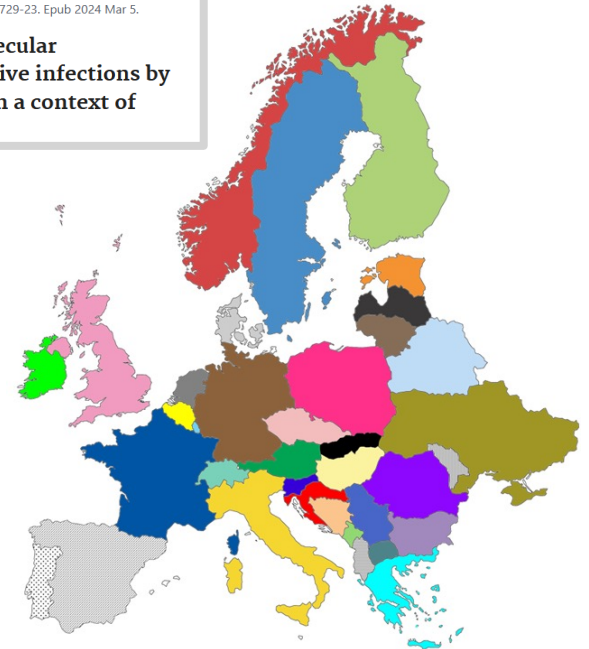 729-23. Epub 2024 Mar 5.
ecular
ive infections by
n a context of